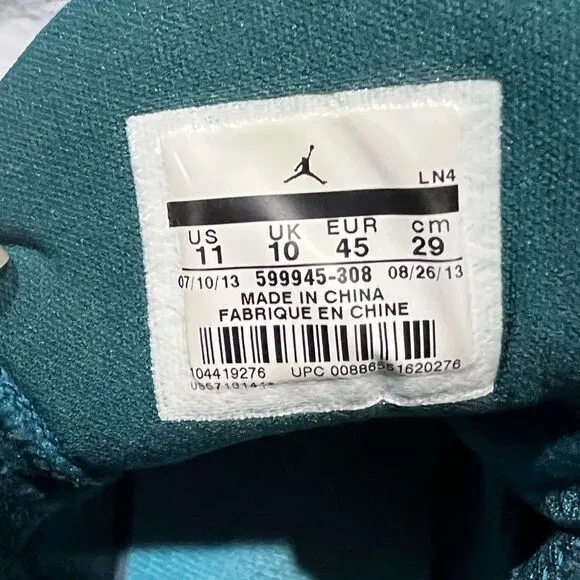 LN4
US UK EUR cm
11 10 45 29
07/10/13 599945-308 08/26/13
MADE IN CHINA
FABRIQUE EN CHINE
104419276 UPC 00886551620276